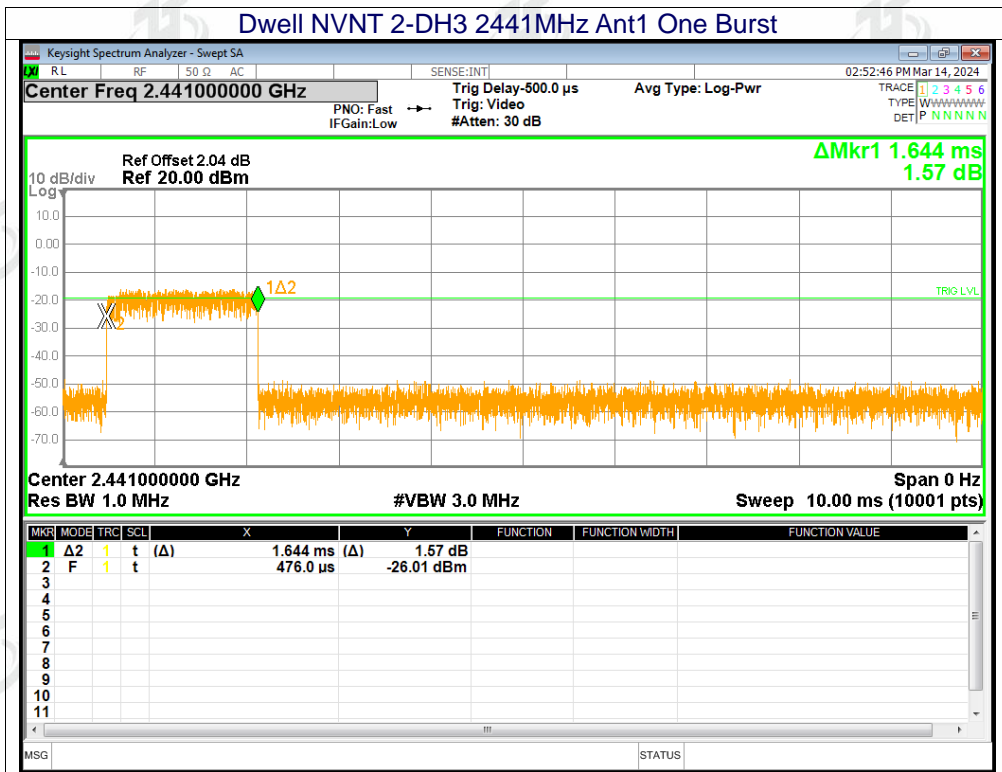 Dwell NVNT 2-DH3 2441MHz Ant1 One Burst
Keysight Spectrum Analyzer - Swept SA
LXI RL RF 50 Ω AC SENSE:INT 02:52:46 PM Mar 14, 2024
Center Freq 2.441000000 GHz Trig Delay-500.0 µs Avg Type: Log-Pwr TRACE 1 2 3 4 5 6
PNO: Fast Trig: Video TYPE WWWWWWW
IFGain:Low #Atten: 30 dB DET P N N N N N
ΔMkr1 1.644 ms
1.57 dB
Ref Offset 2.04 dB
10 dB/div Ref 20.00 dBm
Log
10.0
0.00
-10.0
1Δ2
-20.0 TRIG LVL
2
-30.0
-40.0
-50.0
-60.0
-70.0
Center 2.441000000 GHz Span 0 Hz
Res BW 1.0 MHz #VBW 3.0 MHz Sweep 10.00 ms (10001 pts)
MKR MODE TRC SCL X Y FUNCTION FUNCTION WIDTH FUNCTION VALUE
1 Δ2 1 t (Δ) 1.644 ms (Δ) 1.57 dB
2 F 1 t 476.0 µs -26.01 dBm
3
4
5
6
7
8
9
10
11
MSG STATUS